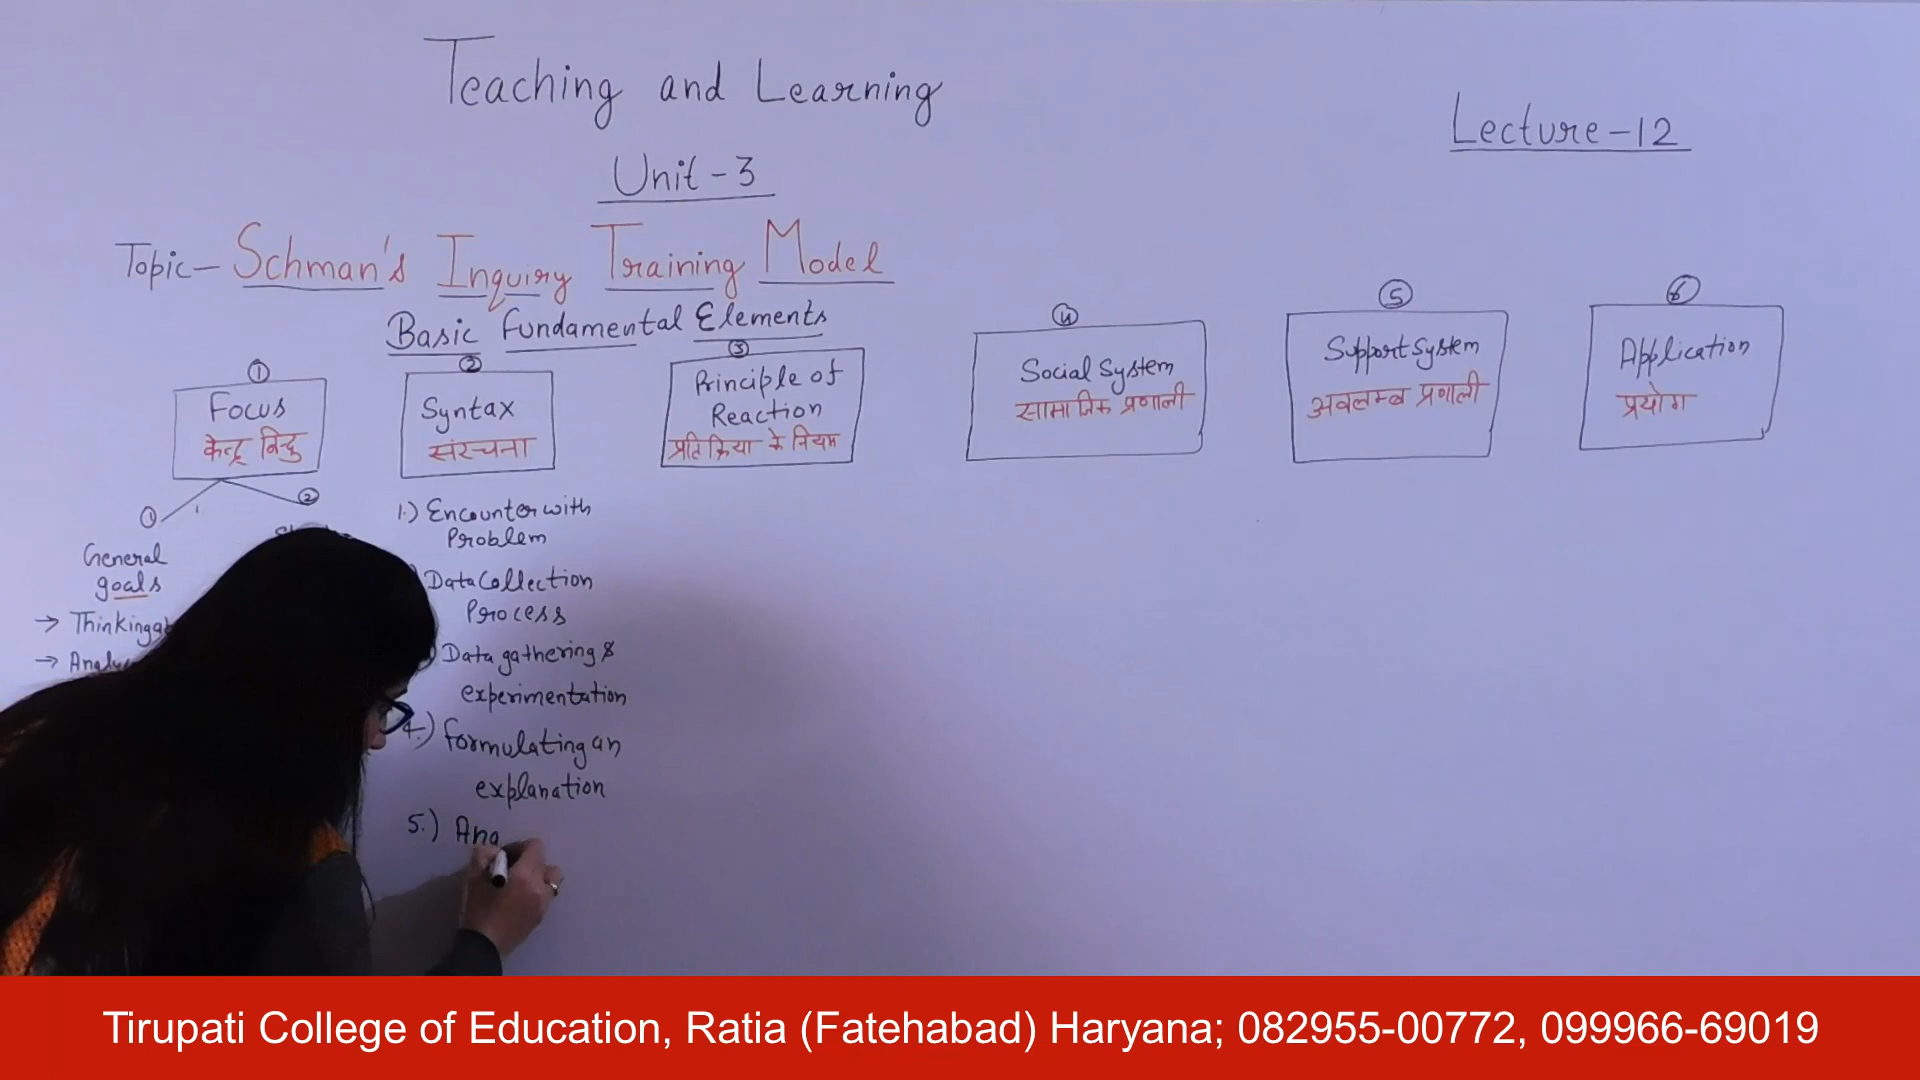 Teaching and Learning
Lecture-12
Unit-3
Topic- Schman's Inquiry Training Model
Basic fundamental Elements
①
Focus
केन्द्र बिन्दु
①
②
General
goals
→ Thinking
→
②
Syntax
संरचना
1.) Encounter with
Problem
Data Collection
Process
Data gathering &
experimentation
4.) formulating an
explanation
5.) Ana
③
Principle of
Reaction
प्रतिक्रिया के नियम
④
Social System
सामाजिक प्रणाली
⑤
Support System
अवलम्ब प्रणाली
⑥
Application
प्रयोग
Tirupati College of Education, Ratia (Fatehabad) Haryana; 082955-00772, 099966-69019